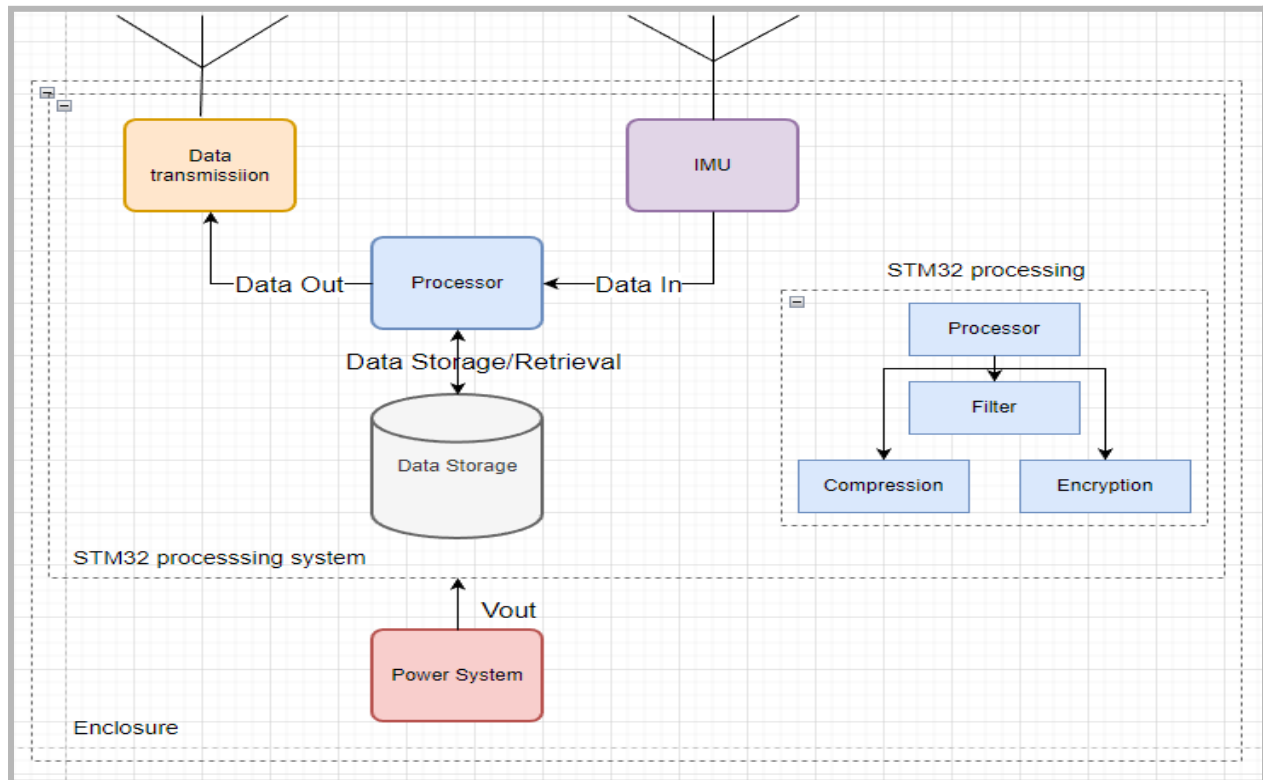 Data
transmissiion
IMU
Data Out
Processor
Data In
STM32 processing
Processor
Data Storage/Retrieval
Filter
Data Storage
Compression
Encryption
STM32 processsing system
Vout
Power System
Enclosure